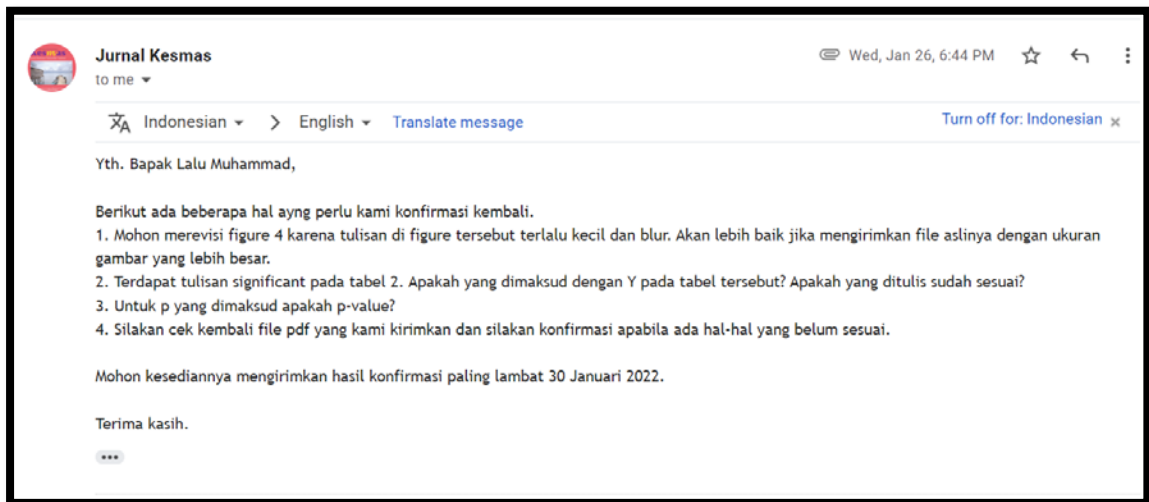 Jurnal Kesmas
Wed, Jan 26, 6:44 PM
to me
Indonesian > English Translate message
Turn off for: Indonesian x
Yth. Bapak Lalu Muhammad,
Berikut ada beberapa hal ayng perlu kami konfirmasi kembali.
1. Mohon merevisi figure 4 karena tulisan di figure tersebut terlalu kecil dan blur. Akan lebih baik jika mengirimkan file aslinya dengan ukuran
gambar yang lebih besar.
2. Terdapat tulisan significant pada tabel 2. Apakah yang dimaksud dengan Y pada tabel tersebut? Apakah yang ditulis sudah sesuai?
3. Untuk p yang dimaksud apakah p-value?
4. Silakan cek kembali file pdf yang kami kirimkan dan silakan konfirmasi apabila ada hal-hal yang belum sesuai.
Mohon kesediannya mengirimkan hasil konfirmasi paling lambat 30 Januari 2022.
Terima kasih.